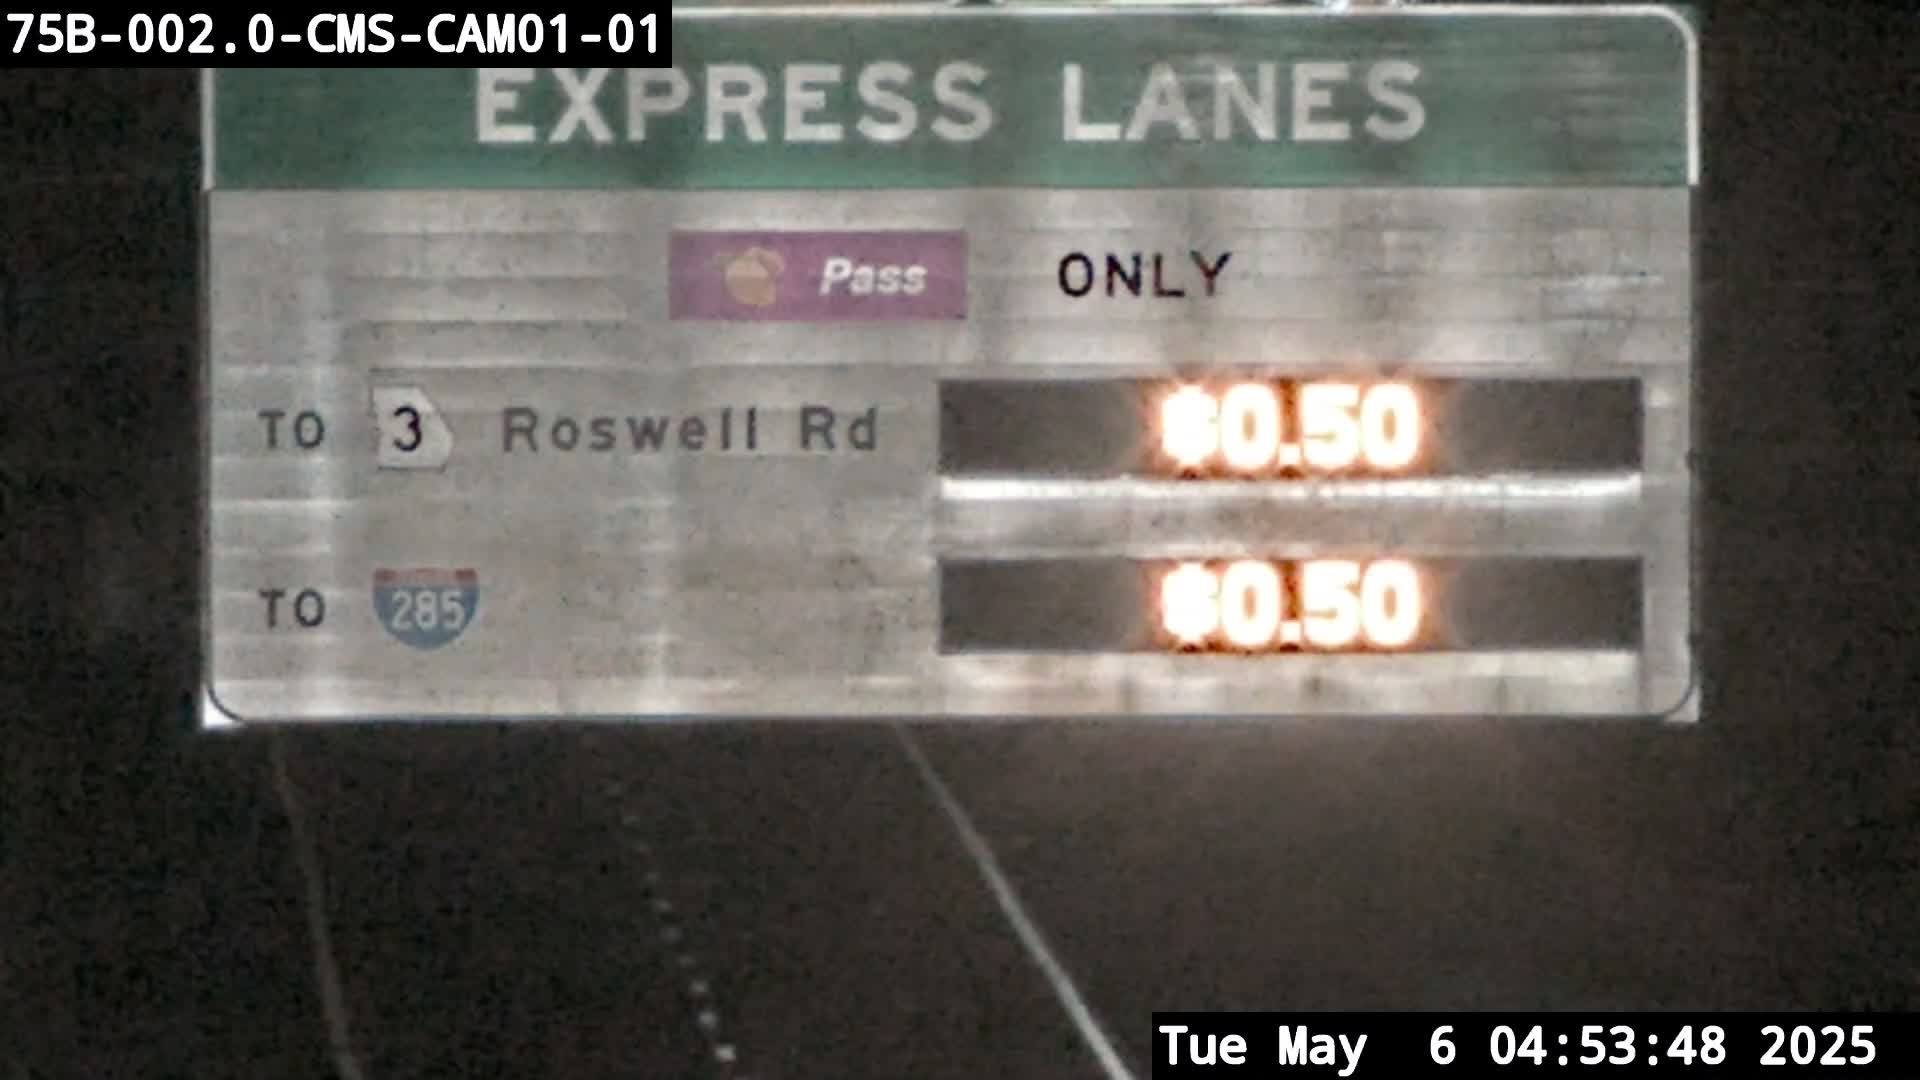 75B-002.0-CMS-CAM01-01
EXPRESS LANES
Pass ONLY
TO 3 Roswell Rd $0.50
TO 285 $0.50
Tue May 6 04:53:48 2025